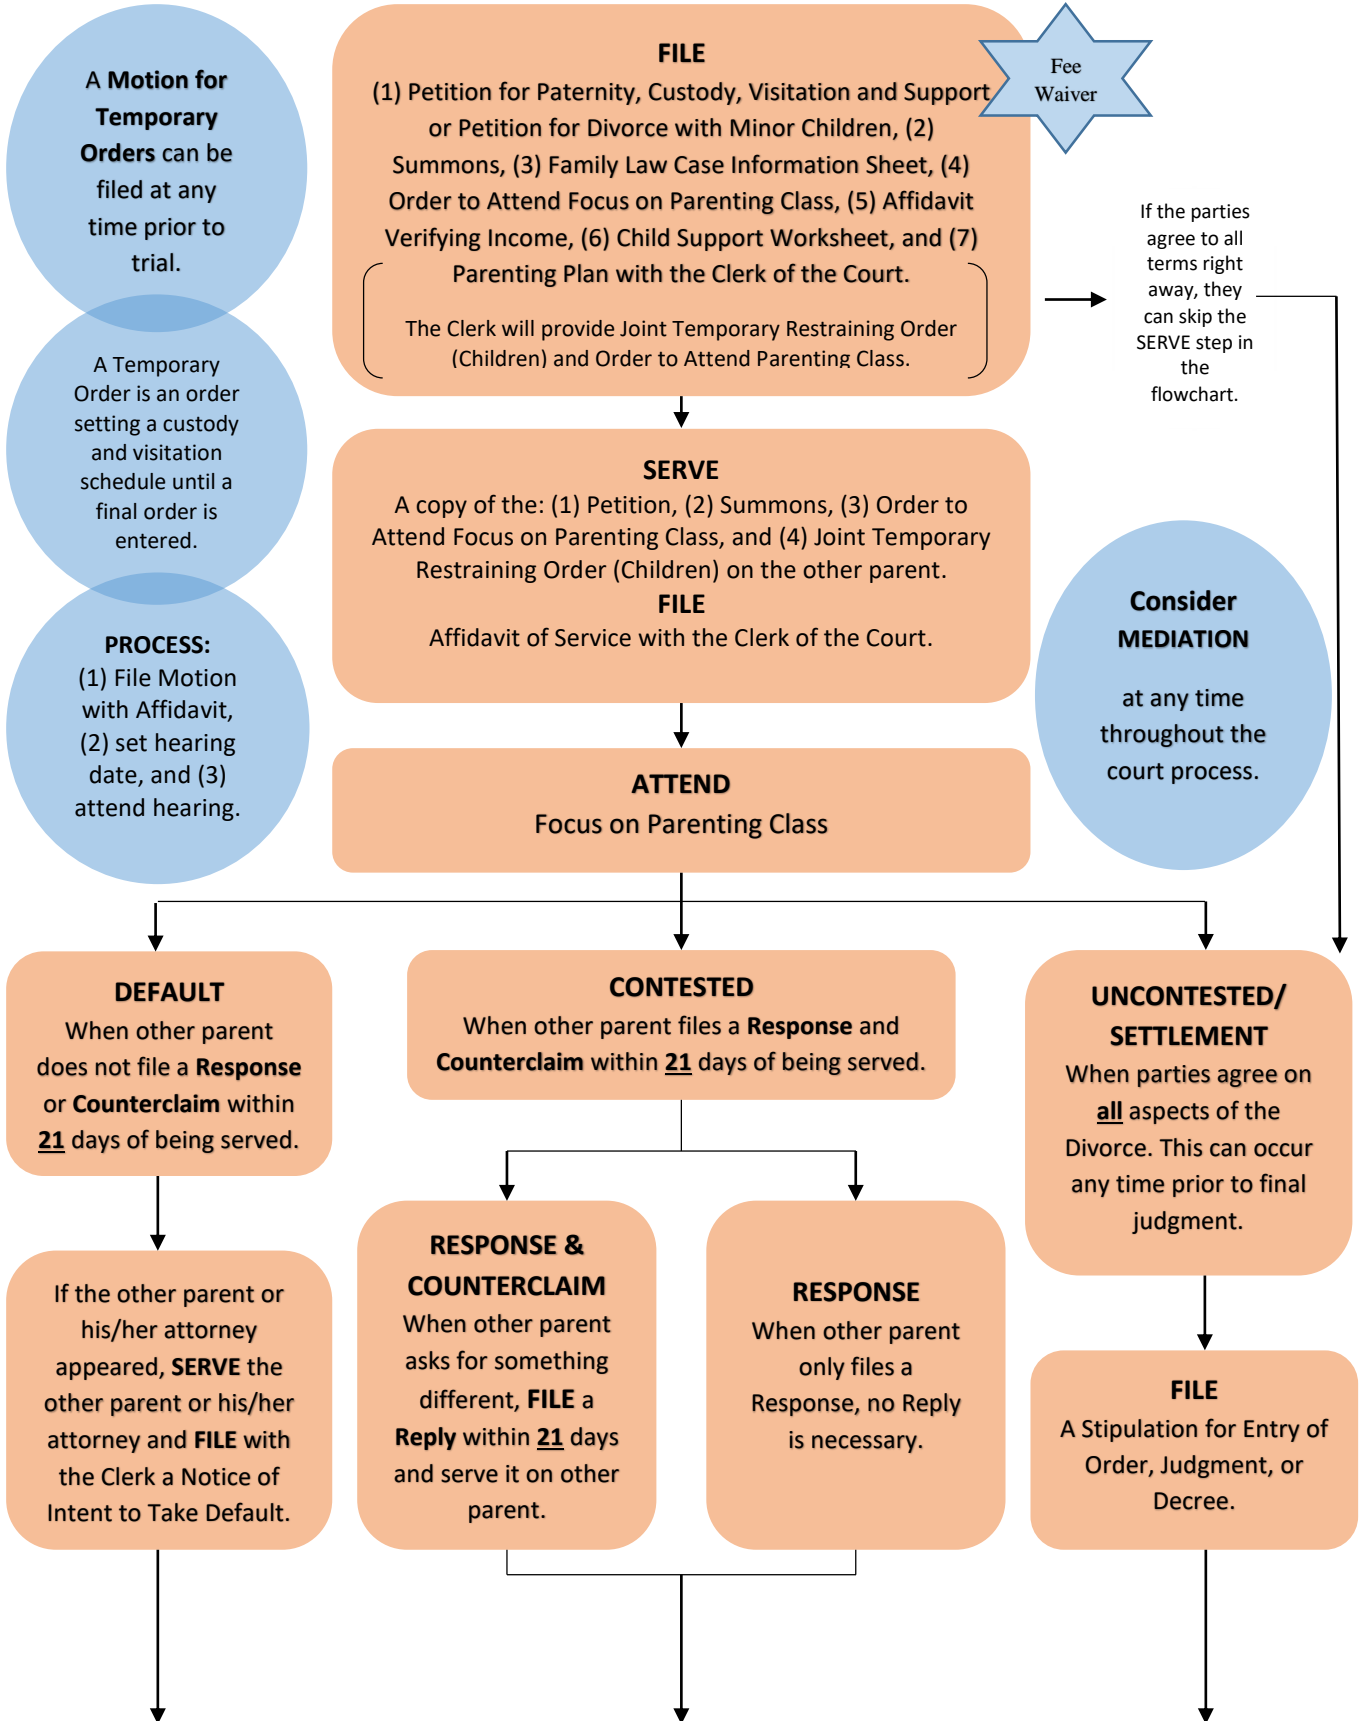 A Motion for
Temporary
Orders can be
filed at any
time prior to
trial.
A Temporary
Order is an order
setting a custody
and visitation
schedule until a
final order is
entered.
PROCESS:
(1) File Motion
with Affidavit,
(2) set hearing
date, and (3)
attend hearing.
FILE
(1) Petition for Paternity, Custody, Visitation and Support
or Petition for Divorce with Minor Children, (2)
Summons, (3) Family Law Case Information Sheet, (4)
Order to Attend Focus on Parenting Class, (5) Affidavit
Verifying Income, (6) Child Support Worksheet, and (7)
Parenting Plan with the Clerk of the Court.
The Clerk will provide Joint Temporary Restraining Order
(Children) and Order to Attend Parenting Class.
Fee
Waiver
If the parties
agree to all
terms right
away, they
can skip the
SERVE step in
the
flowchart.
SERVE
A copy of the: (1) Petition, (2) Summons, (3) Order to
Attend Focus on Parenting Class, and (4) Joint Temporary
Restraining Order (Children) on the other parent.
FILE
Affidavit of Service with the Clerk of the Court.
Consider
MEDIATION
at any time
throughout the
court process.
ATTEND
Focus on Parenting Class
DEFAULT
When other parent
does not file a Response
or Counterclaim within
21 days of being served.
CONTESTED
When other parent files a Response and
Counterclaim within 21 days of being served.
UNCONTESTED/
SETTLEMENT
When parties agree on
all aspects of the
Divorce. This can occur
any time prior to final
judgment.
If the other parent or
his/her attorney
appeared, SERVE the
other parent or his/her
attorney and FILE with
the Clerk a Notice of
Intent to Take Default.
RESPONSE &
COUNTERCLAIM
When other parent
asks for something
different, FILE a
Reply within 21 days
and serve it on other
parent.
RESPONSE
When other parent
only files a
Response, no Reply
is necessary.
FILE
A Stipulation for Entry of
Order, Judgment, or
Decree.